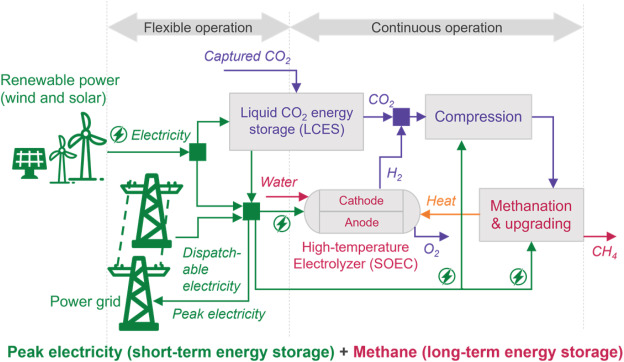 Flexible operation
Continuous operation
Captured CO2
Renewable power
(wind and solar)
Electricity
Liquid CO2 energy
storage (LCES)
CO2
Compression
H2
Water
Cathode
Anode
Heat
Methanation
& upgrading
High-temperature
Electrolyzer (SOEC)
O2
CH4
Dispatch-
able
electricity
Power grid
Peak electricity
Peak electricity (short-term energy storage) + Methane (long-term energy storage)